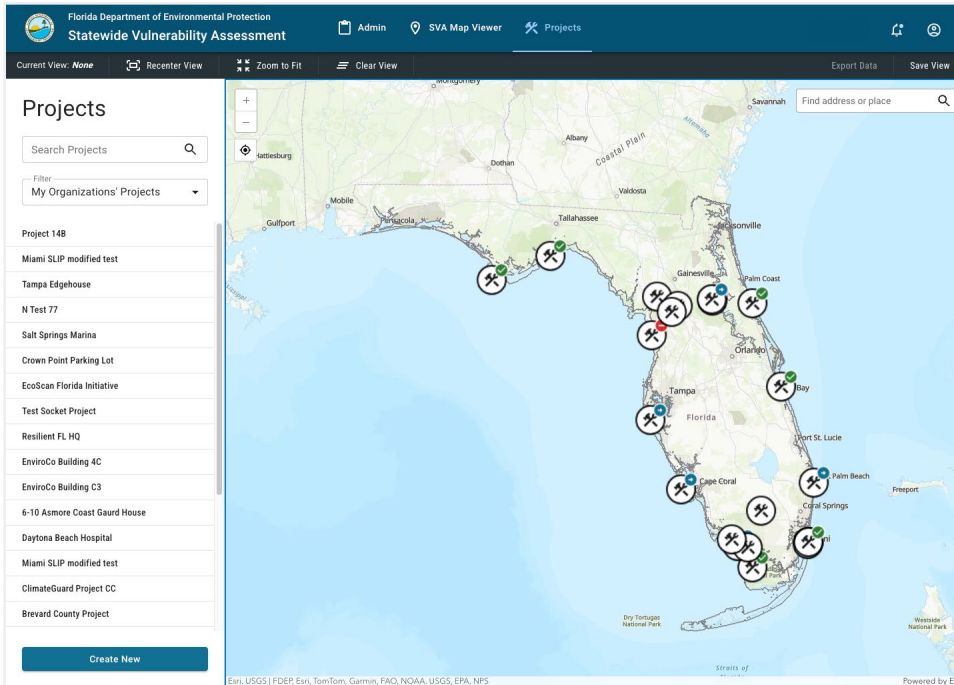 Florida Department of Environmental Protection
Statewide Vulnerability Assessment
Admin
SVA Map Viewer
Projects
Current View: None
Recenter View
Zoom to Fit
Clear View
Export Data
Save View
Projects
Search Projects
Filter
My Organizations' Projects
Project 14B
Miami SLIP modified test
Tampa Edgehouse
N Test 77
Salt Springs Marina
Crown Point Parking Lot
EcoScan Florida Initiative
Test Socket Project
Resilient FL HQ
EnviroCo Building 4C
EnviroCo Building C3
6-10 Asmore Coast Gaurd House
Daytona Beach Hospital
Miami SLIP modified test
ClimateGuard Project CC
Brevard County Project
Create New
Find address or place
Montgomery
Savannah
Altamaha
Albany
Coastal Plain
Hattiesburg
Dothan
Valdosta
Mobile
Gulfport
Pensacola
Tallahassee
Gainesville
Palm Coast
Orlando
Bay
Tampa
Florida
Port St. Lucie
Cape Coral
Palm Beach
Freeport
Coral Springs
Dry Tortugas
National Park
Westside
National Park
Straits of
Esri, USGS | FDEP, Esri, TomTom, Garmin, FAO, NOAA, USGS, EPA, NPS
Powered by E